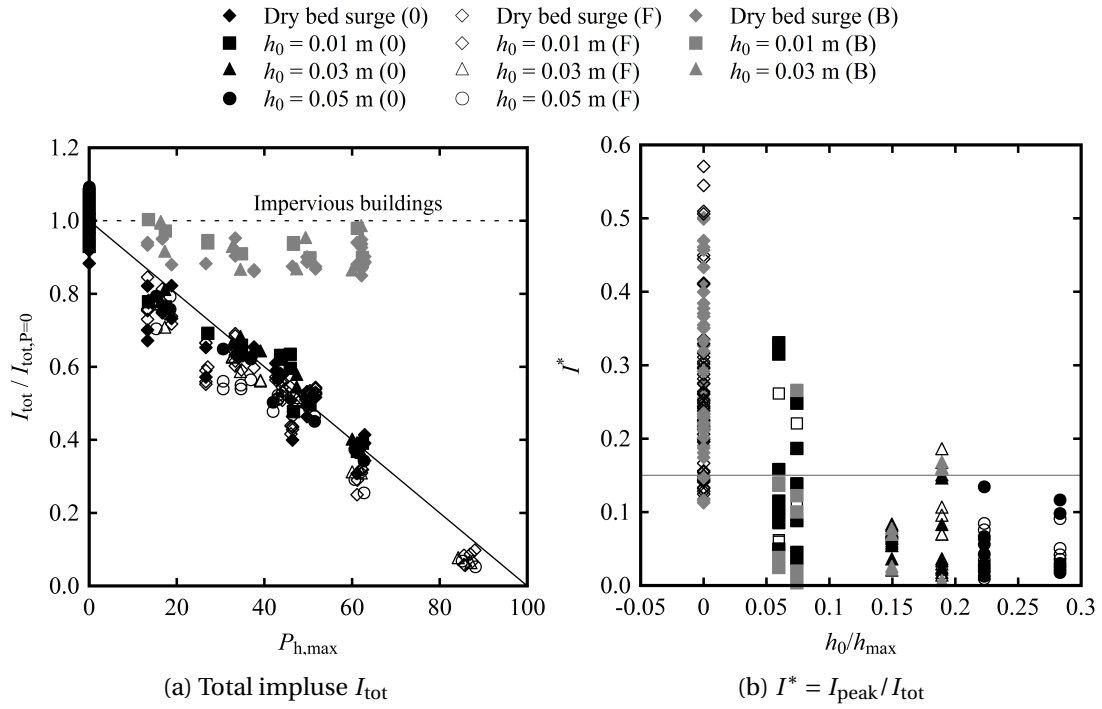 Dry bed surge (0) Dry bed surge (F) Dry bed surge (B)
h0 = 0.01 m (0) h0 = 0.01 m (F) h0 = 0.01 m (B)
h0 = 0.03 m (0) h0 = 0.03 m (F) h0 = 0.03 m (B)
h0 = 0.05 m (0) h0 = 0.05 m (F)
Itot / Itot,P=0
1.2
1.0
0.8
0.6
0.4
0.2
0.0
Impervious buildings
0 20 40 60 80 100
Ph,max
(a) Total impluse Itot
I*
0.6
0.5
0.4
0.3
0.2
0.1
0.0
-0.05 0 0.05 0.1 0.15 0.2 0.25 0.3
h0/hmax
(b) I* = Ipeak/Itot